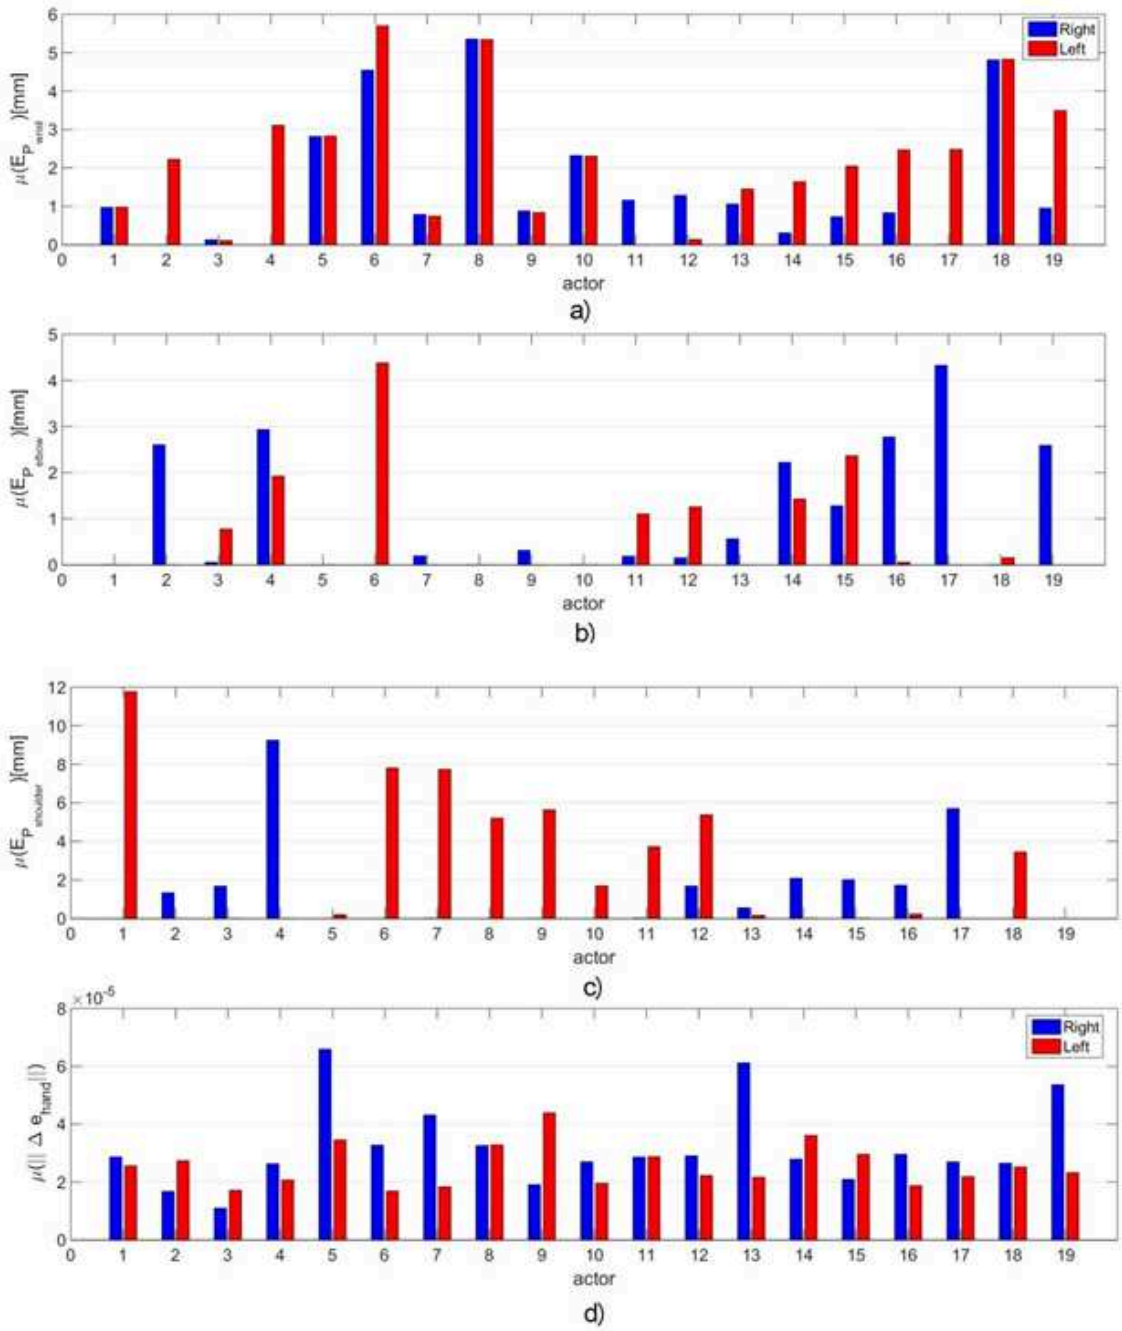 6
5
4
3
2
1
0
μ(E_P_wrist)[mm]
Right
Left
0 1 2 3 4 5 6 7 8 9 10 11 12 13 14 15 16 17 18 19
actor
a)
5
4
3
2
1
0
μ(E_P_elbow)[mm]
0 1 2 3 4 5 6 7 8 9 10 11 12 13 14 15 16 17 18 19
actor
b)
12
10
8
6
4
2
0
μ(E_P_shoulder)[mm]
0 1 2 3 4 5 6 7 8 9 10 11 12 13 14 15 16 17 18 19
actor
c)
×10⁻⁵
8
6
4
2
0
μ(|| Δ e_hand||)
Right
Left
0 1 2 3 4 5 6 7 8 9 10 11 12 13 14 15 16 17 18 19
actor
d)